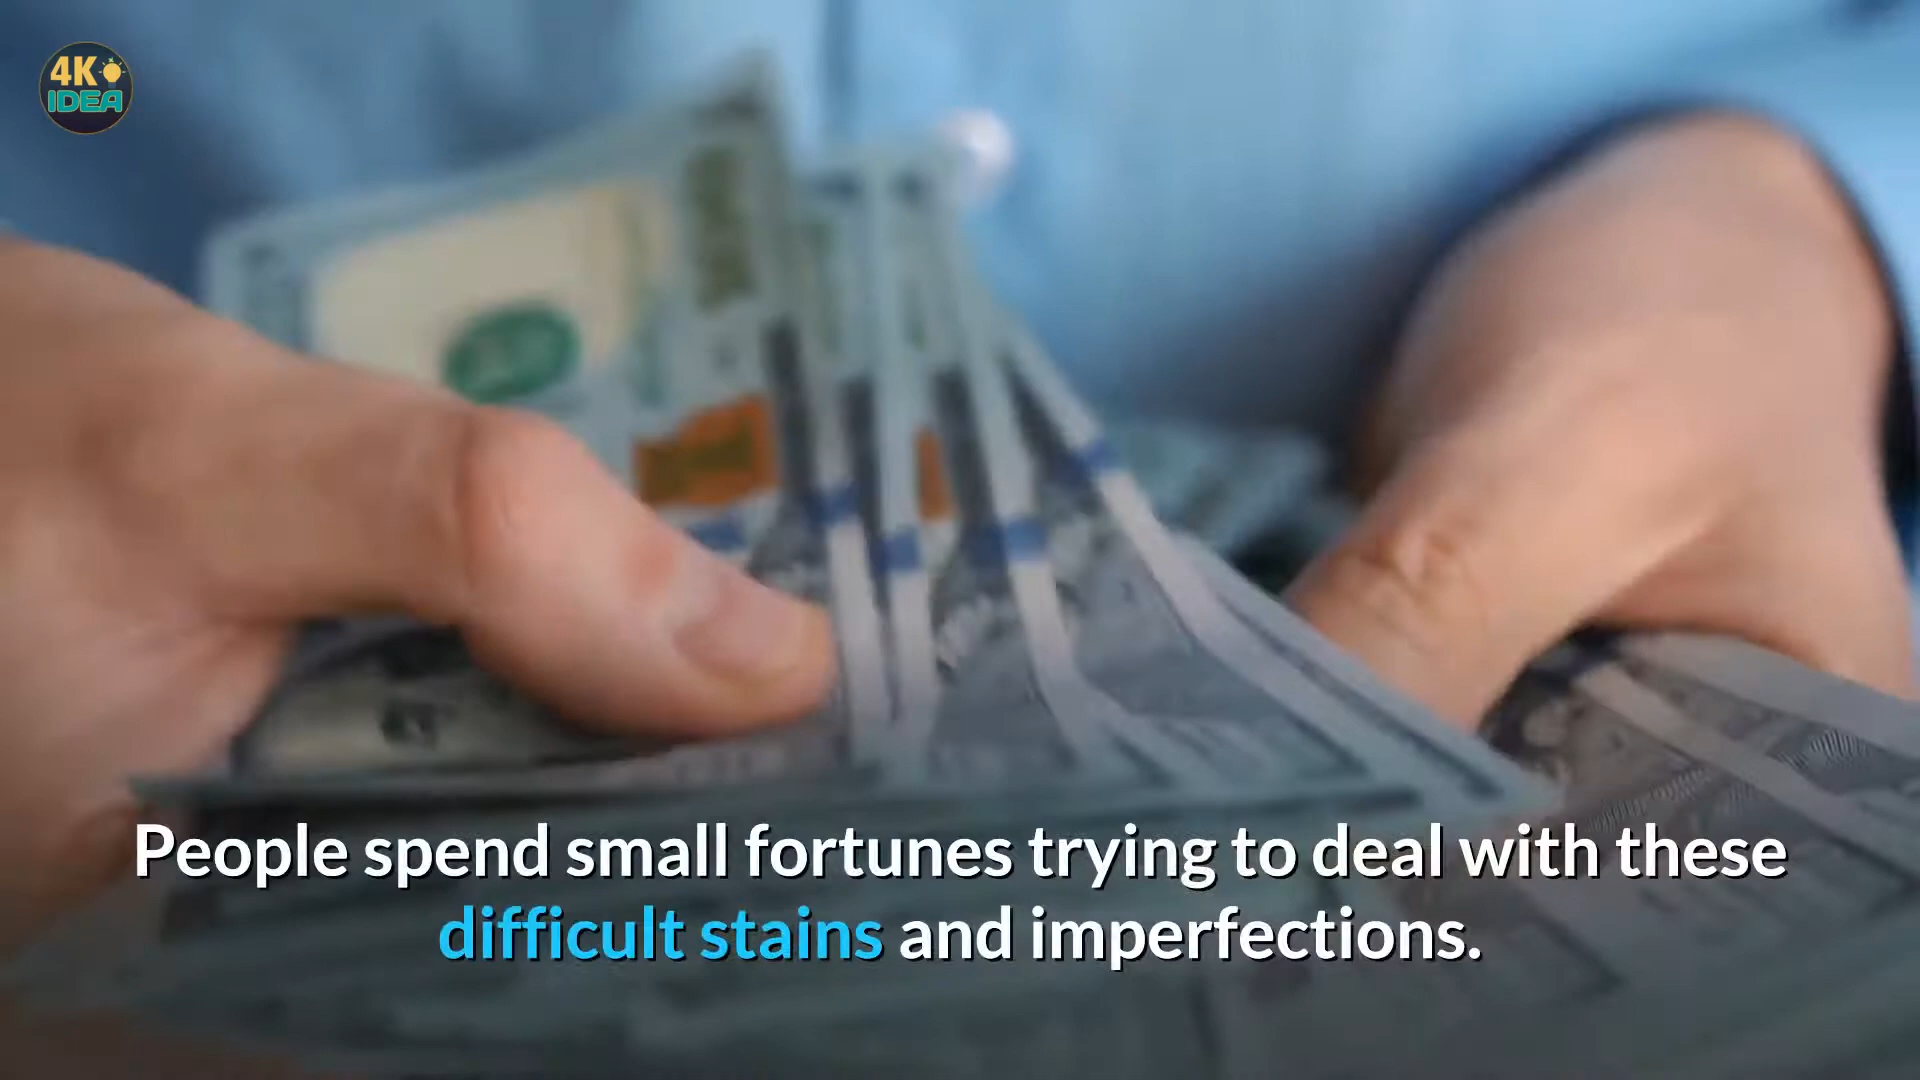 4K
IDEA
People spend small fortunes trying to deal with these
difficult stains and imperfections.